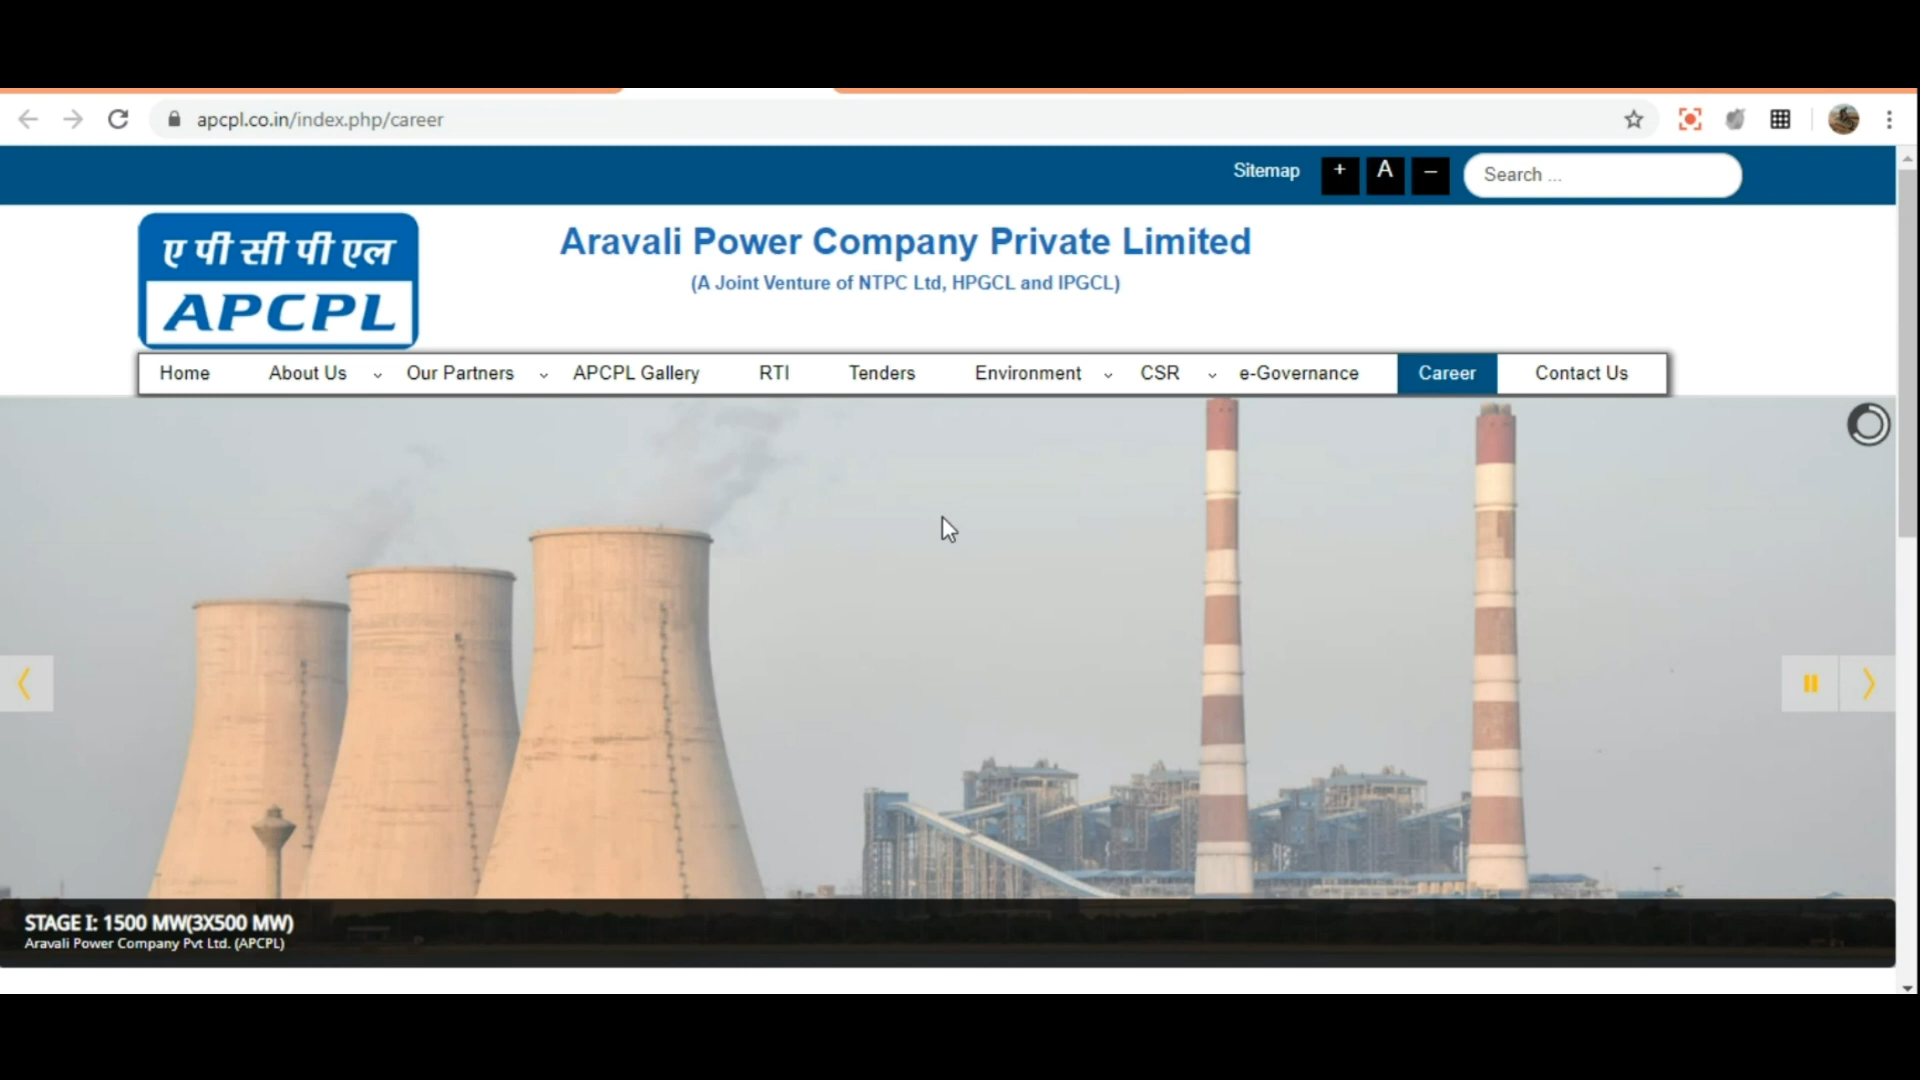 apcpl.co.in/index.php/career
Sitemap + A – Search ...
ए पी सी पी एल
APCPL
Aravali Power Company Private Limited
(A Joint Venture of NTPC Ltd, HPGCL and IPGCL)
Home About Us Our Partners APCPL Gallery RTI Tenders Environment CSR e-Governance Career Contact Us
STAGE I: 1500 MW(3X500 MW)
Aravali Power Company Pvt Ltd. (APCPL)